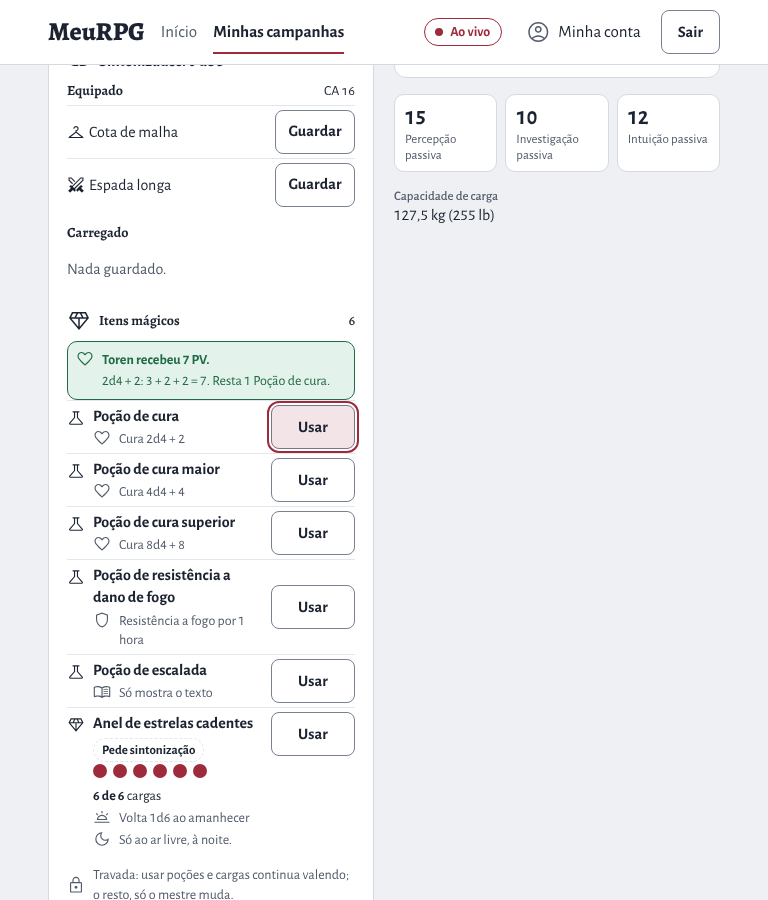 MeuRPG
Início
Minhas campanhas
Ao vivo
Minha conta
Sair
Equipado
CA 16
Cota de malha
Guardar
Espada longa
Guardar
Carregado
Nada guardado.
Itens mágicos
6
Toren recebeu 7 PV.
2d4 + 2: 3 + 2 + 2 = 7. Resta 1 Poção de cura.
Poção de cura
Cura 2d4 + 2
Usar
Poção de cura maior
Cura 4d4 + 4
Usar
Poção de cura superior
Cura 8d4 + 8
Usar
Poção de resistência a
dano de fogo
Resistência a fogo por 1
hora
Usar
Poção de escalada
Só mostra o texto
Usar
Anel de estrelas cadentes
Usar
Pede sintonização
6 de 6 cargas
Volta 1d6 ao amanhecer
Só ao ar livre, à noite.
Travada: usar poções e cargas continua valendo;
o resto, só o mestre muda.
15
Percepção
passiva
10
Investigação
passiva
12
Intuição passiva
Capacidade de carga
127,5 kg (255 lb)